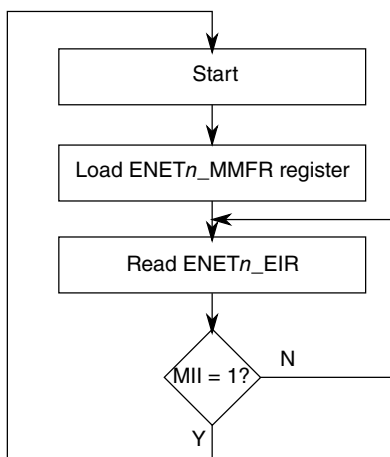 Start
Load ENETn_MMFR register
Read ENETn_EIR
MII = 1?
N
Y